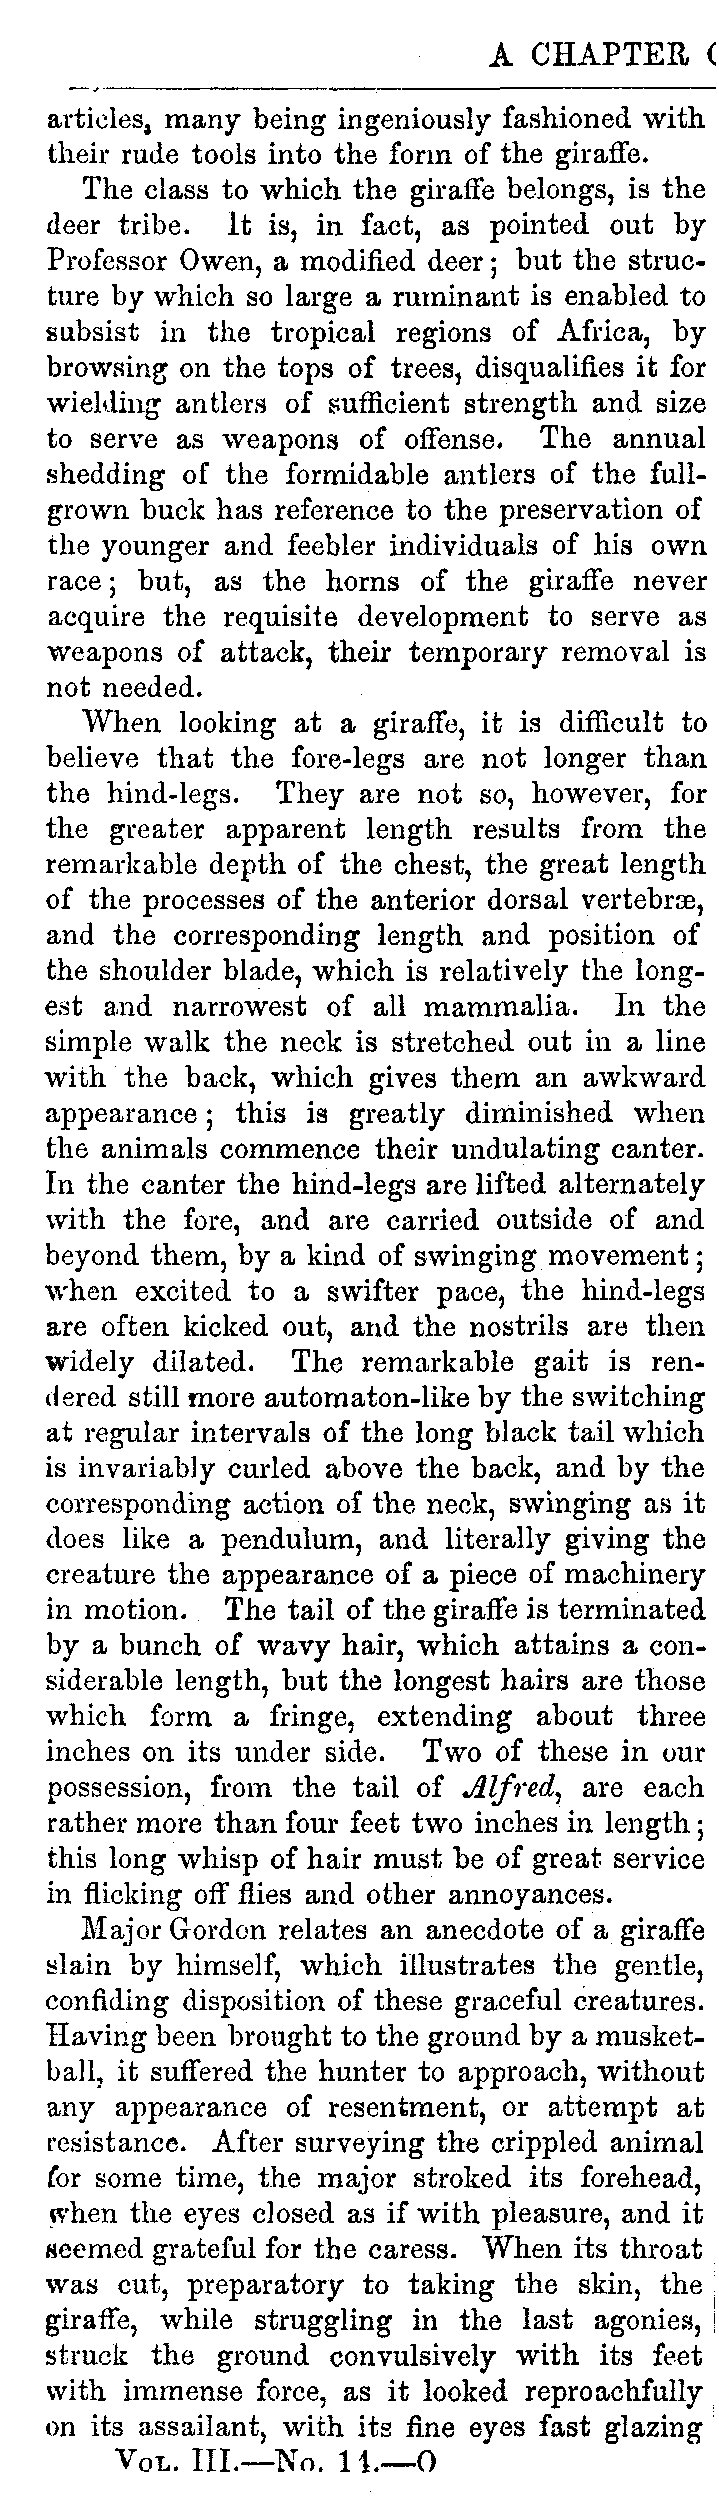 A CHAPTER
articles, many being ingeniously fashioned with
their rude tools into the form of the giraffe.
The class to which the giraffe belongs, is the
deer tribe. It is, in fact, as pointed out by
Professor Owen, a modified deer; but the struc-
ture by which so large a ruminant is enabled to
subsist in the tropical regions of Africa, by
browsing on the tops of trees, disqualifies it for
wielding antlers of sufficient strength and size
to serve as weapons of offense. The annual
shedding of the formidable antlers of the full-
grown buck has reference to the preservation of
the younger and feebler individuals of his own
race; but, as the horns of the giraffe never
acquire the requisite development to serve as
weapons of attack, their temporary removal is
not needed.
When looking at a giraffe, it is difficult to
believe that the fore-legs are not longer than
the hind-legs. They are not so, however, for
the greater apparent length results from the
remarkable depth of the chest, the great length
of the processes of the anterior dorsal vertebræ,
and the corresponding length and position of
the shoulder blade, which is relatively the long-
est and narrowest of all mammalia. In the
simple walk the neck is stretched out in a line
with the back, which gives them an awkward
appearance; this is greatly diminished when
the animals commence their undulating canter.
In the canter the hind-legs are lifted alternately
with the fore, and are carried outside of and
beyond them, by a kind of swinging movement;
when excited to a swifter pace, the hind-legs
are often kicked out, and the nostrils are then
widely dilated. The remarkable gait is ren-
dered still more automaton-like by the switching
at regular intervals of the long black tail which
is invariably curled above the back, and by the
corresponding action of the neck, swinging as it
does like a pendulum, and literally giving the
creature the appearance of a piece of machinery
in motion. The tail of the giraffe is terminated
by a bunch of wavy hair, which attains a con-
siderable length, but the longest hairs are those
which form a fringe, extending about three
inches on its under side. Two of these in our
possession, from the tail of Alfred, are each
rather more than four feet two inches in length;
this long whisp of hair must be of great service
in flicking off flies and other annoyances.
Major Gordon relates an anecdote of a giraffe
slain by himself, which illustrates the gentle,
confiding disposition of these graceful creatures.
Having been brought to the ground by a musket-
ball, it suffered the hunter to approach, without
any appearance of resentment, or attempt at
resistance. After surveying the crippled animal
for some time, the major stroked its forehead,
when the eyes closed as if with pleasure, and it
seemed grateful for the caress. When its throat
was cut, preparatory to taking the skin, the
giraffe, while struggling in the last agonies,
struck the ground convulsively with its feet
with immense force, as it looked reproachfully
on its assailant, with its fine eyes fast glazing
VOL. III.—No. 14.—O